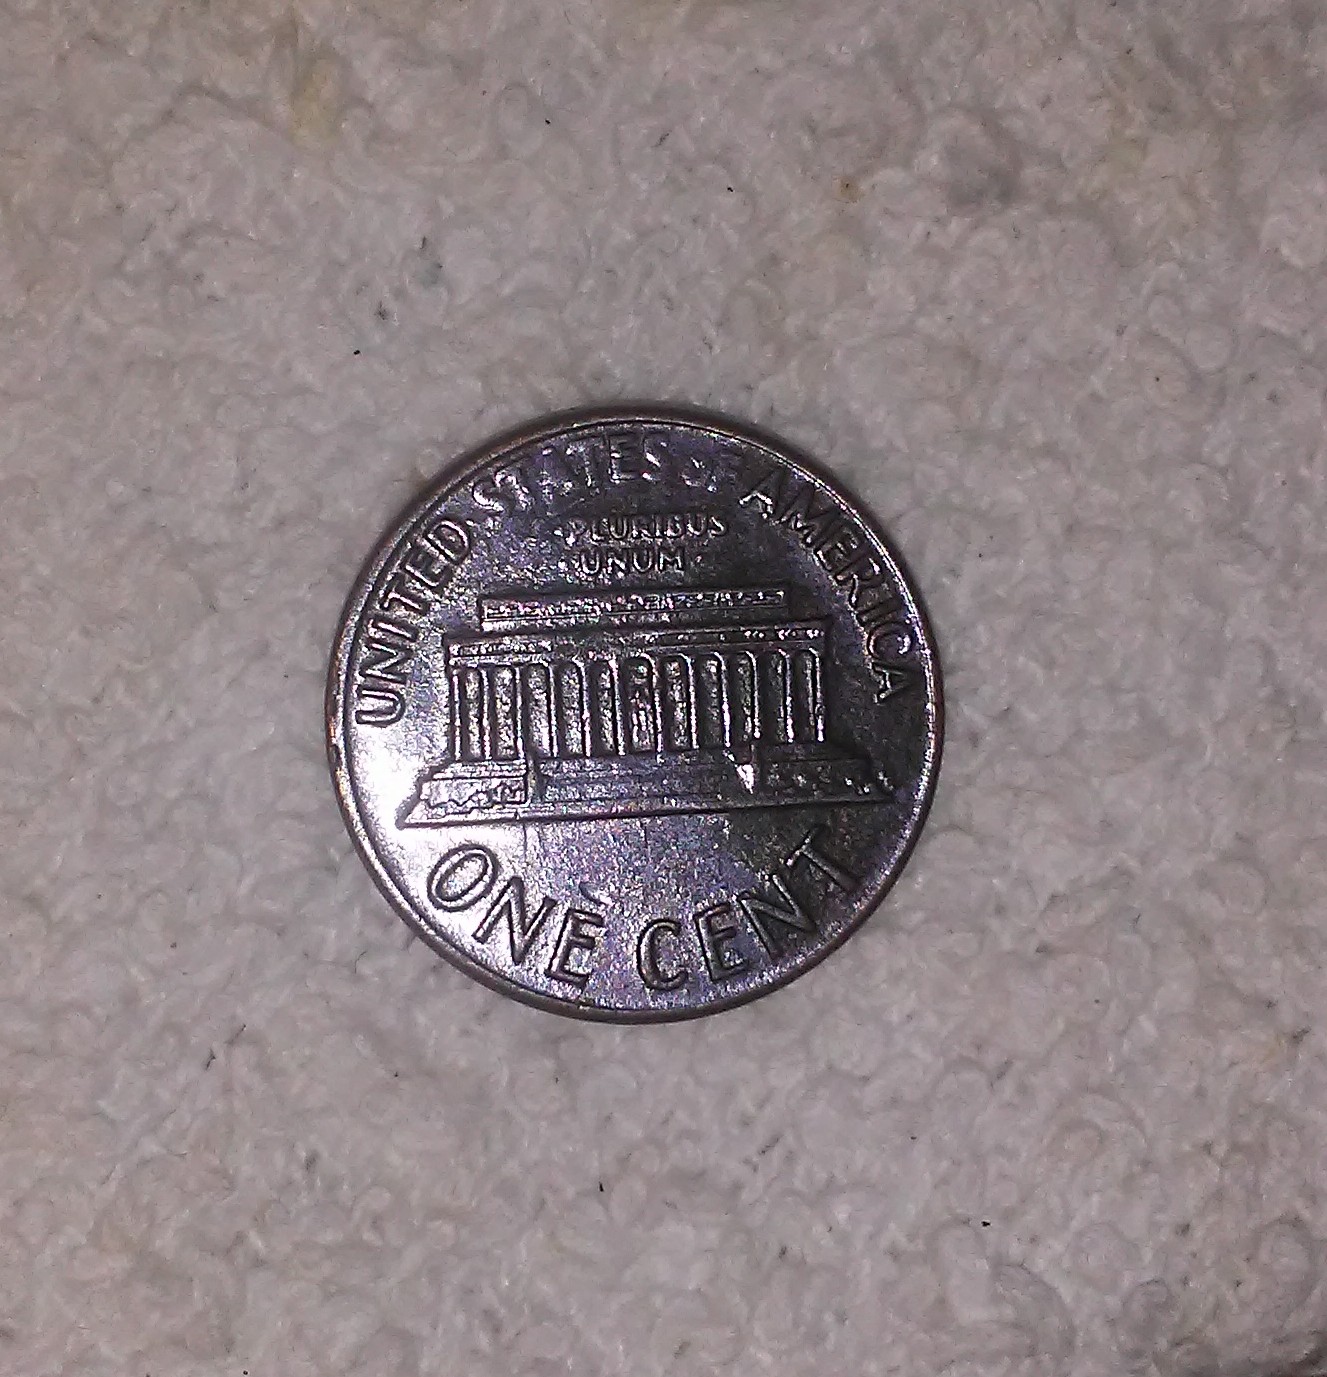 UNITED STATES OF AMERICA
PLURIBUS
UNUM
ONE CENT